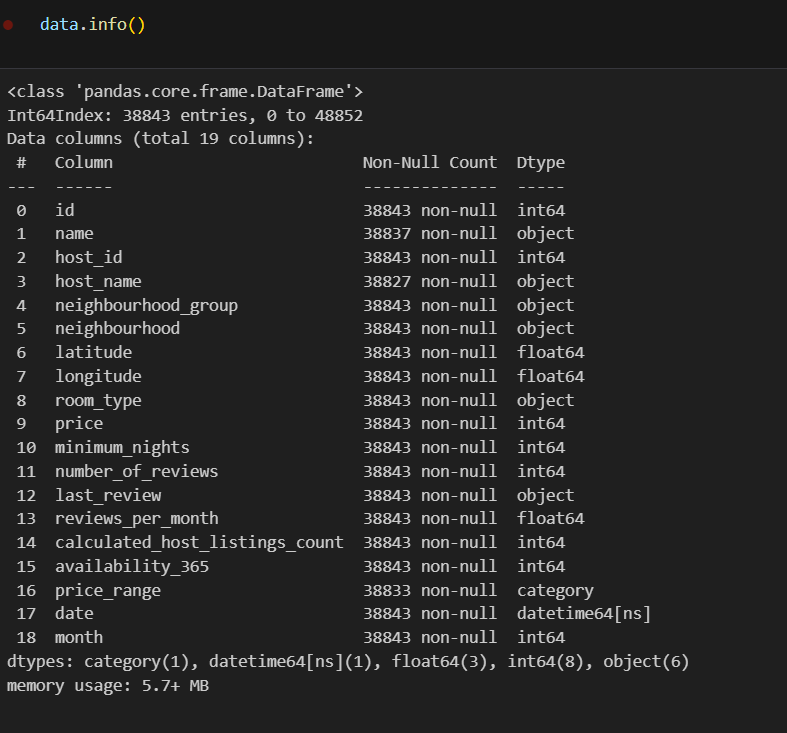 data.info()
<class 'pandas.core.frame.DataFrame'>
Int64Index: 38843 entries, 0 to 48852
Data columns (total 19 columns):
 #   Column                          Non-Null Count  Dtype
---  ------                          --------------  -----
 0   id                              38843 non-null  int64
 1   name                            38837 non-null  object
 2   host_id                         38843 non-null  int64
 3   host_name                       38827 non-null  object
 4   neighbourhood_group             38843 non-null  object
 5   neighbourhood                   38843 non-null  object
 6   latitude                        38843 non-null  float64
 7   longitude                       38843 non-null  float64
 8   room_type                       38843 non-null  object
 9   price                           38843 non-null  int64
 10  minimum_nights                  38843 non-null  int64
 11  number_of_reviews               38843 non-null  int64
 12  last_review                     38843 non-null  object
 13  reviews_per_month               38843 non-null  float64
 14  calculated_host_listings_count  38843 non-null  int64
 15  availability_365                38843 non-null  int64
 16  price_range                     38833 non-null  category
 17  date                            38843 non-null  datetime64[ns]
 18  month                           38843 non-null  int64
dtypes: category(1), datetime64[ns](1), float64(3), int64(8), object(6)
memory usage: 5.7+ MB